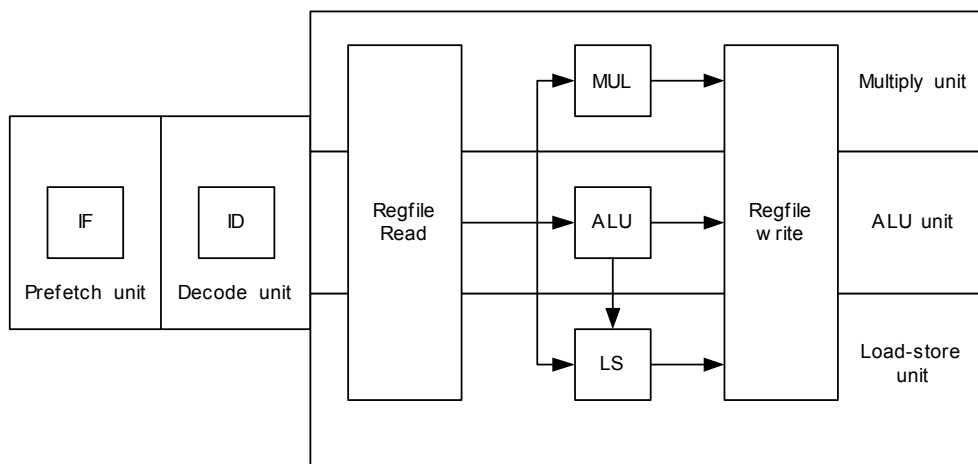 MUL
Multiply unit
IF
ID
Regfile
Read
ALU
Regfile
write
ALU unit
Prefetch unit
Decode unit
LS
Load-store
unit